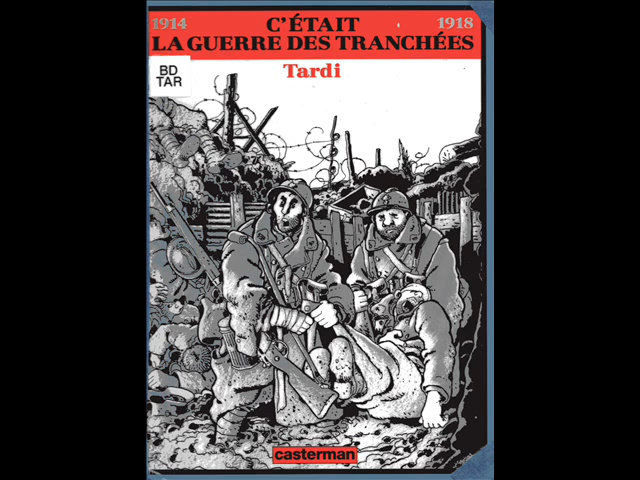 1914 1918
C'ÉTAIT
LA GUERRE DES TRANCHÉES
Tardi
BD
TAR
casterman